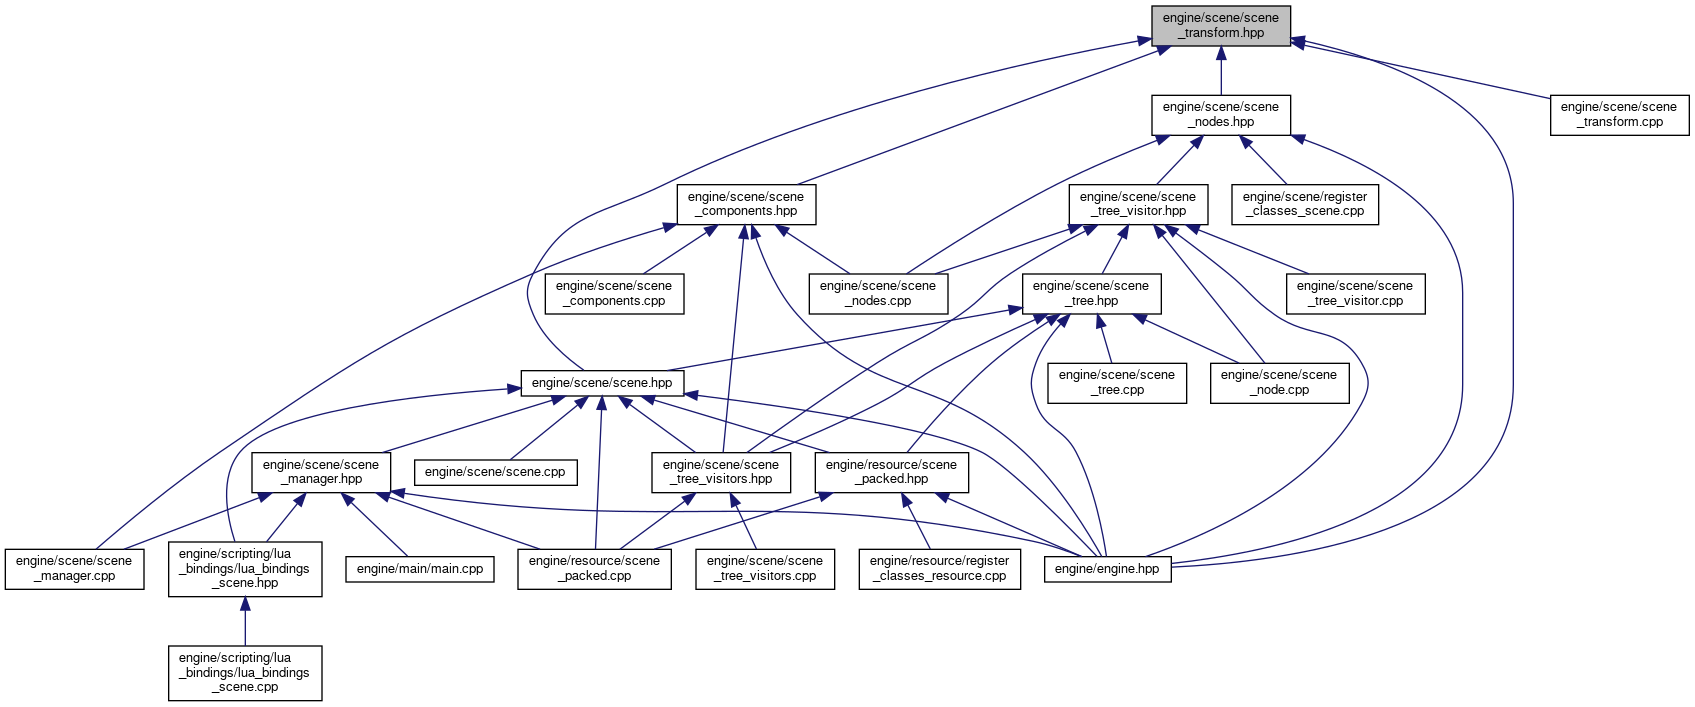 engine/scene/scene
_transform.hpp
engine/scene/scene
_nodes.hpp
engine/scene/scene
_transform.cpp
engine/scene/scene
_components.hpp
engine/scene/scene
_tree_visitor.hpp
engine/scene/register
_classes_scene.cpp
engine/scene/scene
_components.cpp
engine/scene/scene
_nodes.cpp
engine/scene/scene
_tree.hpp
engine/scene/scene
_tree_visitor.cpp
engine/scene/scene.hpp
engine/scene/scene
_tree.cpp
engine/scene/scene
_node.cpp
engine/scene/scene
_manager.hpp
engine/scene/scene.cpp
engine/scene/scene
_tree_visitors.hpp
engine/resource/scene
_packed.hpp
engine/scene/scene
_manager.cpp
engine/scripting/lua
_bindings/lua_bindings
_scene.hpp
engine/main/main.cpp
engine/resource/scene
_packed.cpp
engine/scene/scene
_tree_visitors.cpp
engine/resource/register
_classes_resource.cpp
engine/engine.hpp
engine/scripting/lua
_bindings/lua_bindings
_scene.cpp